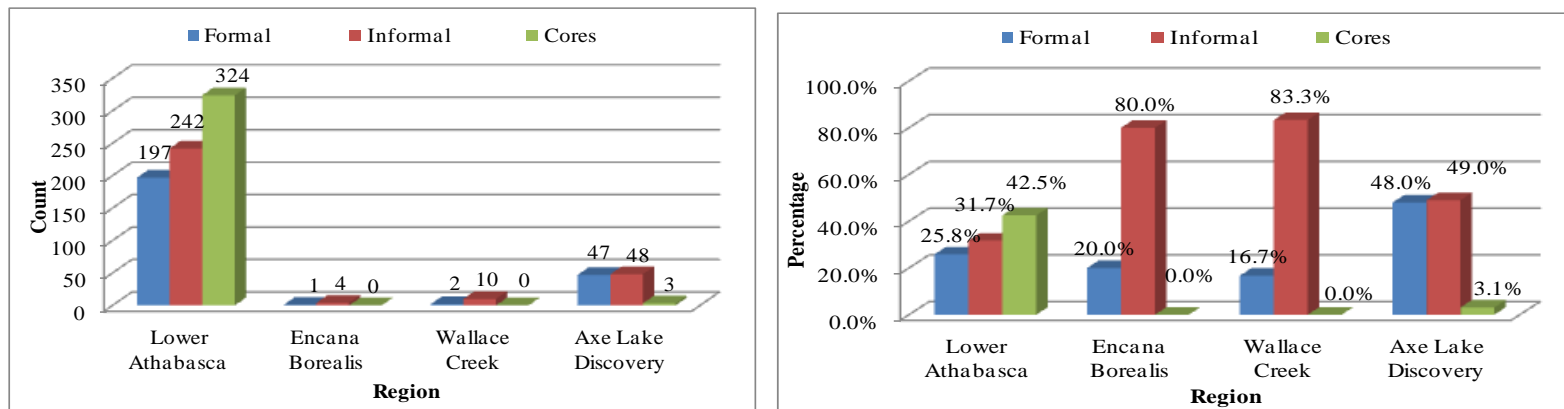 Formal Informal Cores
350
300
250
200
150
100
50
0
Count
197 242 324
1 4 0
2 10 0
47 48 3
Lower Athabasca
Encana Borealis
Wallace Creek
Axe Lake Discovery
Region
Formal Informal Cores
100.0%
80.0%
60.0%
40.0%
20.0%
0.0%
Percentage
25.8% 31.7% 42.5%
20.0% 80.0% 0.0%
16.7% 83.3% 0.0%
48.0% 49.0% 3.1%
Lower Athabasca
Encana Borealis
Wallace Creek
Axe Lake Discovery
Region